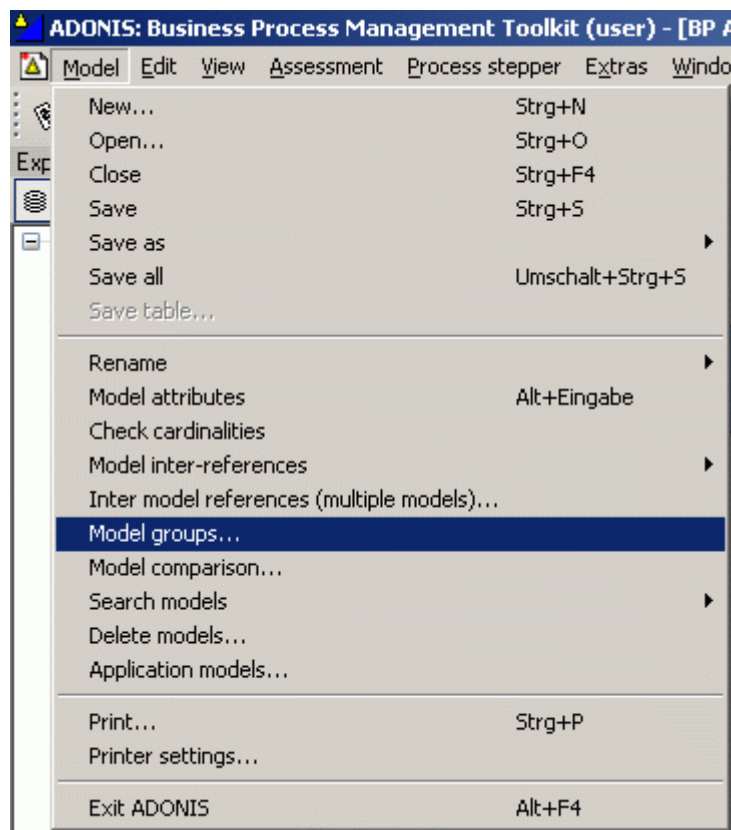 ADONIS: Business Process Management Toolkit (user) - [BP
Model Edit View Assessment Process stepper Extras Windo
New... Strg+N
Open... Strg+O
Exp
Close Strg+F4
Save Strg+S
Save as
Save all Umschalt+Strg+S
Save table...
Rename
Model attributes Alt+Eingabe
Check cardinalities
Model inter-references
Inter model references (multiple models)...
Model groups...
Model comparison...
Search models
Delete models...
Application models...
Print... Strg+P
Printer settings...
Exit ADONIS Alt+F4